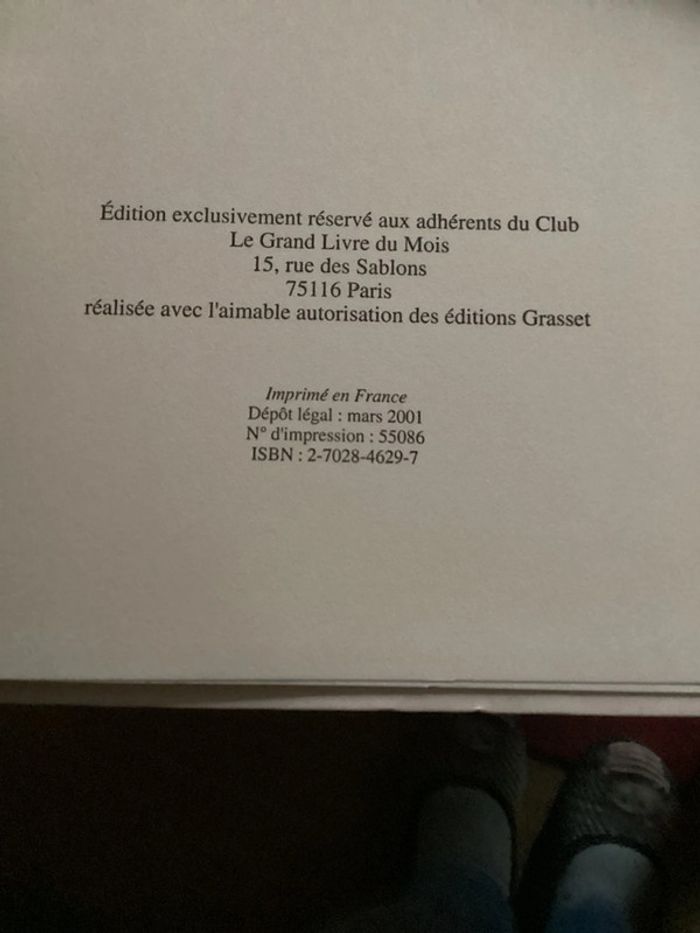 Édition exclusivement réservé aux adhérents du Club
Le Grand Livre du Mois
15, rue des Sablons
75116 Paris
réalisée avec l'aimable autorisation des éditions Grasset
Imprimé en France
Dépôt légal : mars 2001
N° d'impression : 55086
ISBN : 2-7028-4629-7